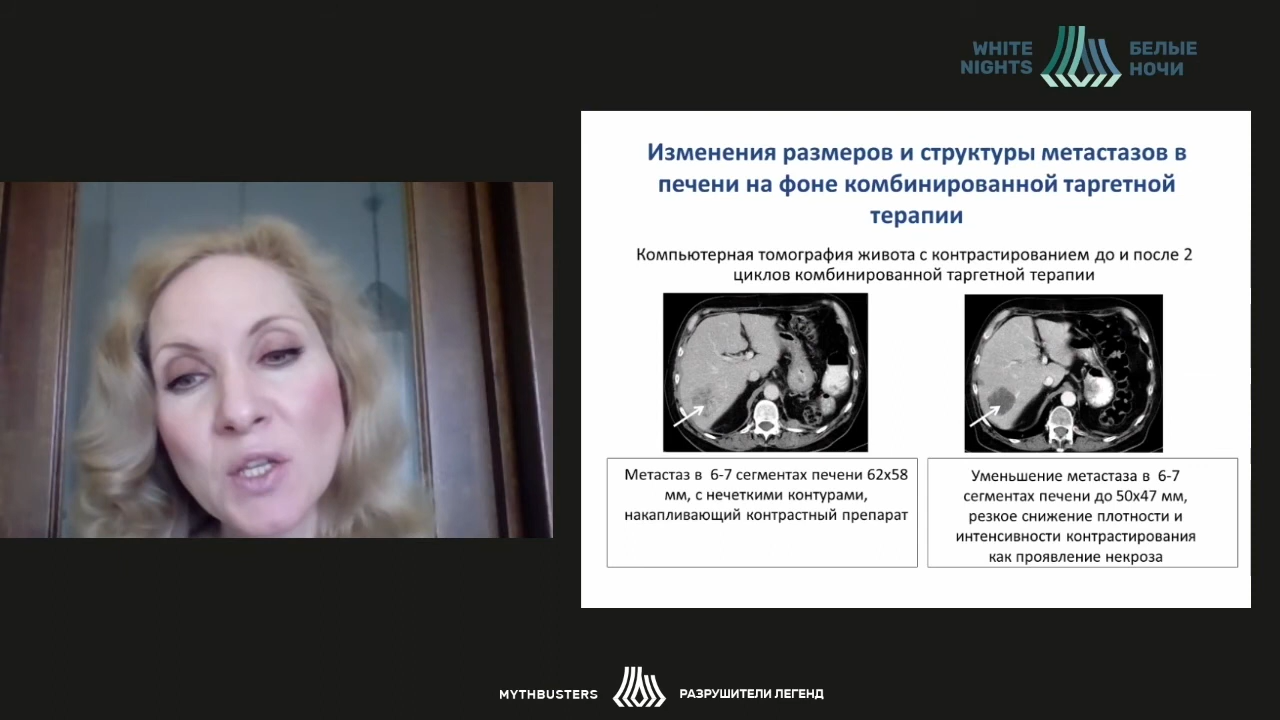 WHITE
NIGHTS
БЕЛЫЕ
НОЧИ
Изменения размеров и структуры метастазов в
печени на фоне комбинированной таргетной
терапии
Компьютерная томография живота с контрастированием до и после 2
циклов комбинированной таргетной терапии
Метастаз в 6-7 сегментах печени 62х58
мм, с нечеткими контурами,
накапливающий контрастный препарат
Уменьшение метастаза в 6-7
сегментах печени до 50х47 мм,
резкое снижение плотности и
интенсивности контрастирования
как проявление некроза
MYTHBUSTERS
РАЗРУШИТЕЛИ ЛЕГЕНД